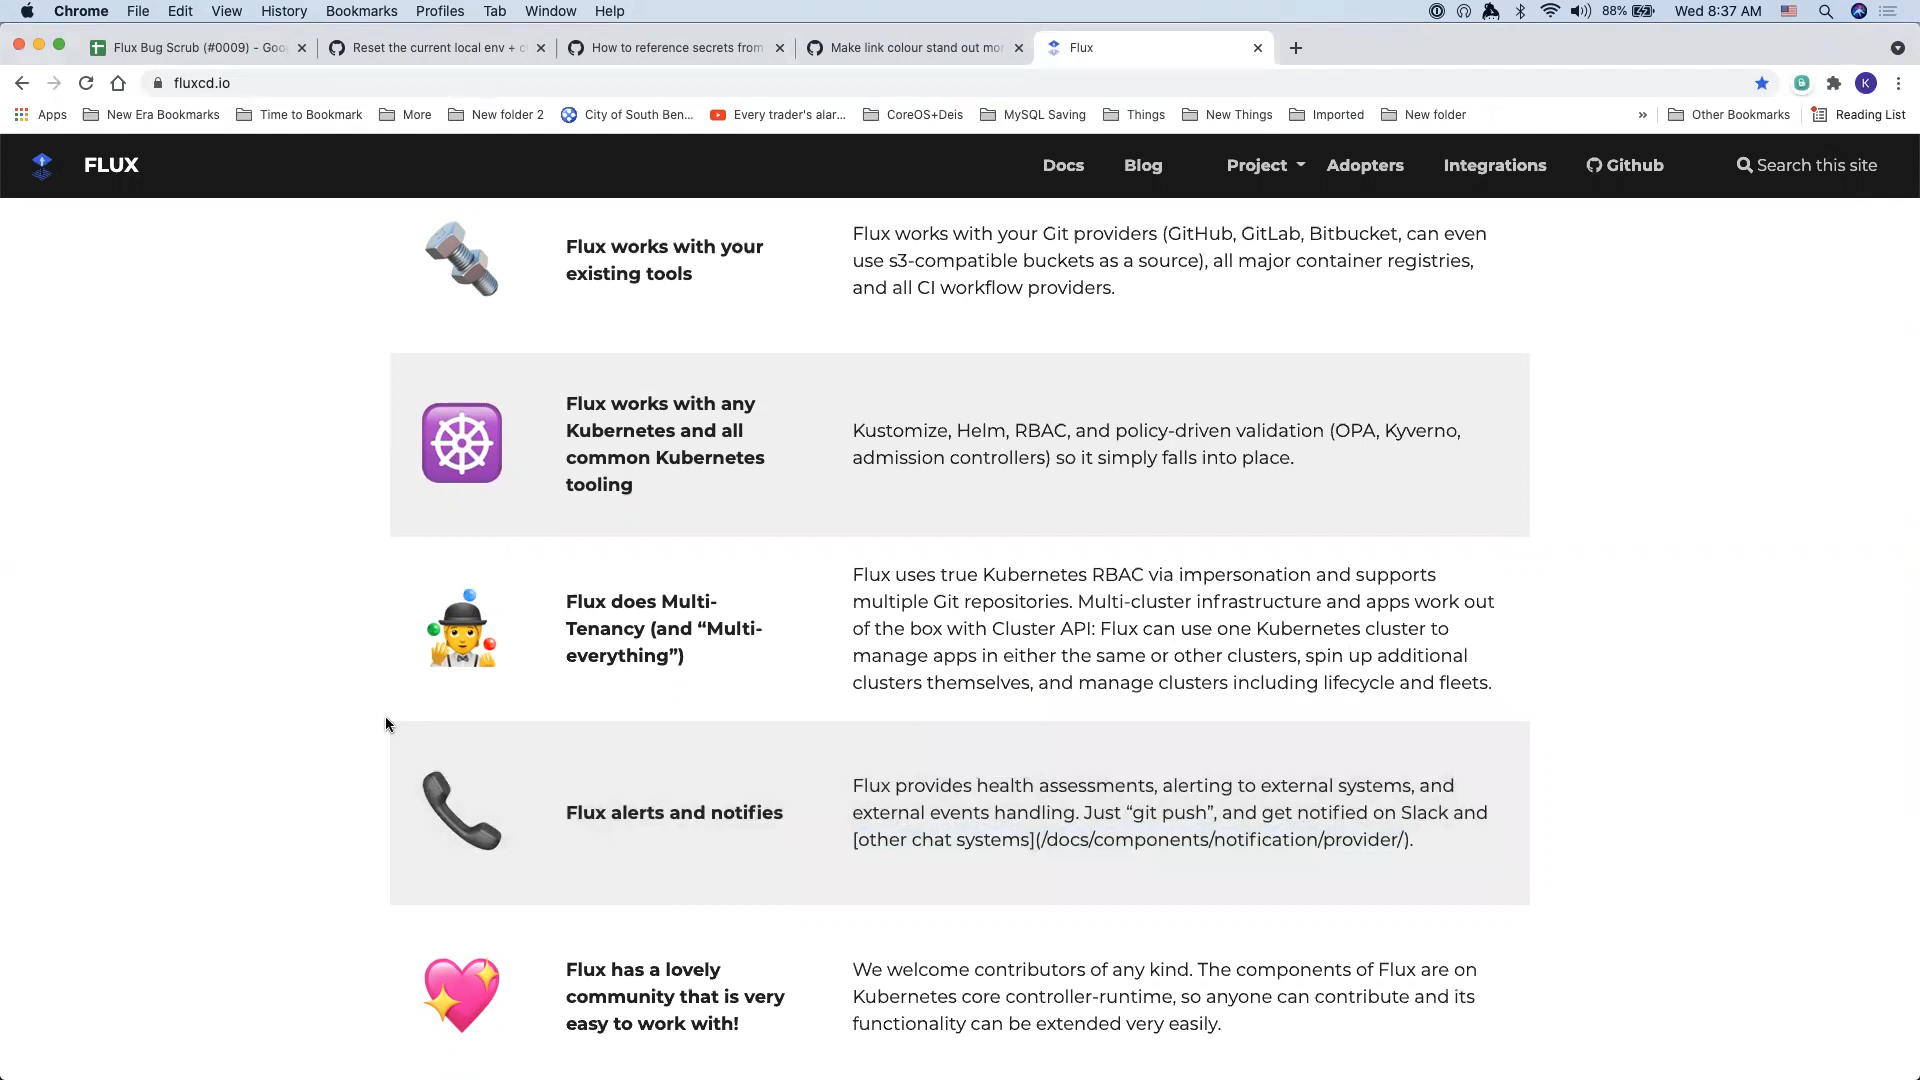 Chrome File Edit View History Bookmarks Profiles Tab Window Help 88% Wed 8:37 AM
Flux Bug Scrub (#0009) - Goo
Reset the current local env + c
How to reference secrets from
Make link colour stand out mor
Flux
fluxcd.io
K
Apps New Era Bookmarks Time to Bookmark More New folder 2 City of South Ben... Every trader's alar... CoreOS+Deis MySQL Saving Things New Things Imported New folder » Other Bookmarks Reading List
FLUX Docs Blog Project Adopters Integrations Github Search this site
Flux works with your
existing tools
Flux works with your Git providers (GitHub, GitLab, Bitbucket, can even
use s3-compatible buckets as a source), all major container registries,
and all CI workflow providers.
Flux works with any
Kubernetes and all
common Kubernetes
tooling
Kustomize, Helm, RBAC, and policy-driven validation (OPA, Kyverno,
admission controllers) so it simply falls into place.
Flux does Multi-
Tenancy (and “Multi-
everything”)
Flux uses true Kubernetes RBAC via impersonation and supports
multiple Git repositories. Multi-cluster infrastructure and apps work out
of the box with Cluster API: Flux can use one Kubernetes cluster to
manage apps in either the same or other clusters, spin up additional
clusters themselves, and manage clusters including lifecycle and fleets.
Flux alerts and notifies
Flux provides health assessments, alerting to external systems, and
external events handling. Just “git push”, and get notified on Slack and
[other chat systems](/docs/components/notification/provider/).
Flux has a lovely
community that is very
easy to work with!
We welcome contributors of any kind. The components of Flux are on
Kubernetes core controller-runtime, so anyone can contribute and its
functionality can be extended very easily.